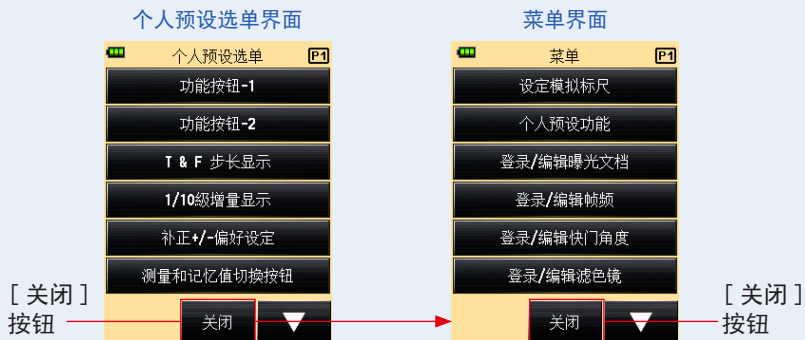 个人预设选单界面
个人预设选单
P1
功能按钮-1
功能按钮-2
T & F 步长显示
1/10级增量显示
补正+/-偏好设定
测量和记忆值切换按钮
关闭
[ 关闭 ]
按钮
菜单界面
菜单
P1
设定模拟标尺
个人预设功能
登录/编辑曝光文档
登录/编辑帧频
登录/编辑快门角度
登录/编辑滤色镜
关闭
[ 关闭 ]
按钮